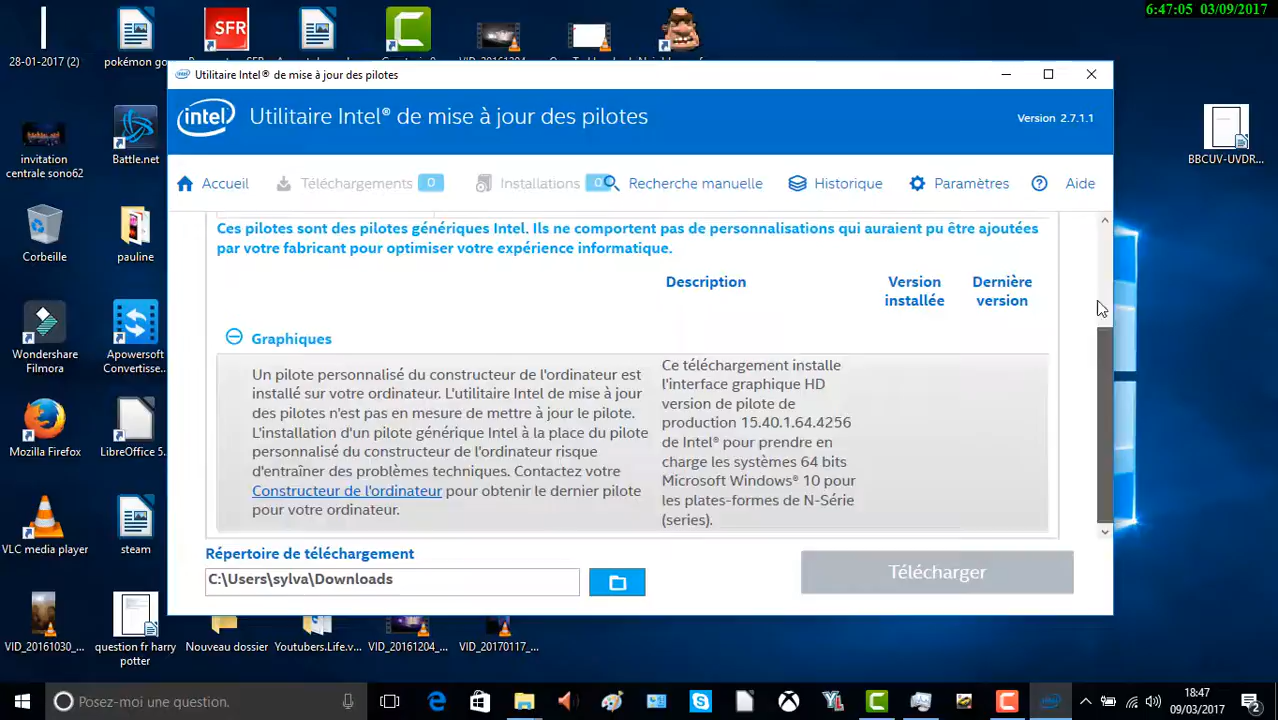 6:47:05 03/09/2017
28-01-2017 (2)
pokémon go
SFR
VID_20161204
Utilitaire Intel® de mise à jour des pilotes
intel
Utilitaire Intel® de mise à jour des pilotes
Version 2.7.1.1
Accueil
Téléchargements 0
Installations 0
Recherche manuelle
Historique
Paramètres
Aide
Ces pilotes sont des pilotes génériques Intel. Ils ne comportent pas de personnalisations qui auraient pu être ajoutées
par votre fabricant pour optimiser votre expérience informatique.
Description
Version
installée
Dernière
version
Graphiques
Un pilote personnalisé du constructeur de l'ordinateur est
installé sur votre ordinateur. L'utilitaire Intel de mise à jour
des pilotes n'est pas en mesure de mettre à jour le pilote.
L'installation d'un pilote générique Intel à la place du pilote
personnalisé du constructeur de l'ordinateur risque
d'entraîner des problèmes techniques. Contactez votre
Constructeur de l'ordinateur pour obtenir le dernier pilote
pour votre ordinateur.
Ce téléchargement installe
l'interface graphique HD
version de pilote de
production 15.40.1.64.4256
de Intel® pour prendre en
charge les systèmes 64 bits
Microsoft Windows® 10 pour
les plates-formes de N-Série
(series).
Répertoire de téléchargement
C:\Users\sylva\Downloads
Télécharger
invitation
centrale sono62
Battle.net
BBCUV-UVDR...
Corbeille
pauline
Wondershare
Filmora
Apowersoft
Convertisse...
Mozilla Firefox
LibreOffice 5...
VLC media player
steam
VID_20161030_...
question fr harry
potter
Nouveau dossier
Youtubers.Life.v...
VID_20161204_...
VID_20170117_...
Posez-moi une question.
18:47
09/03/2017
2